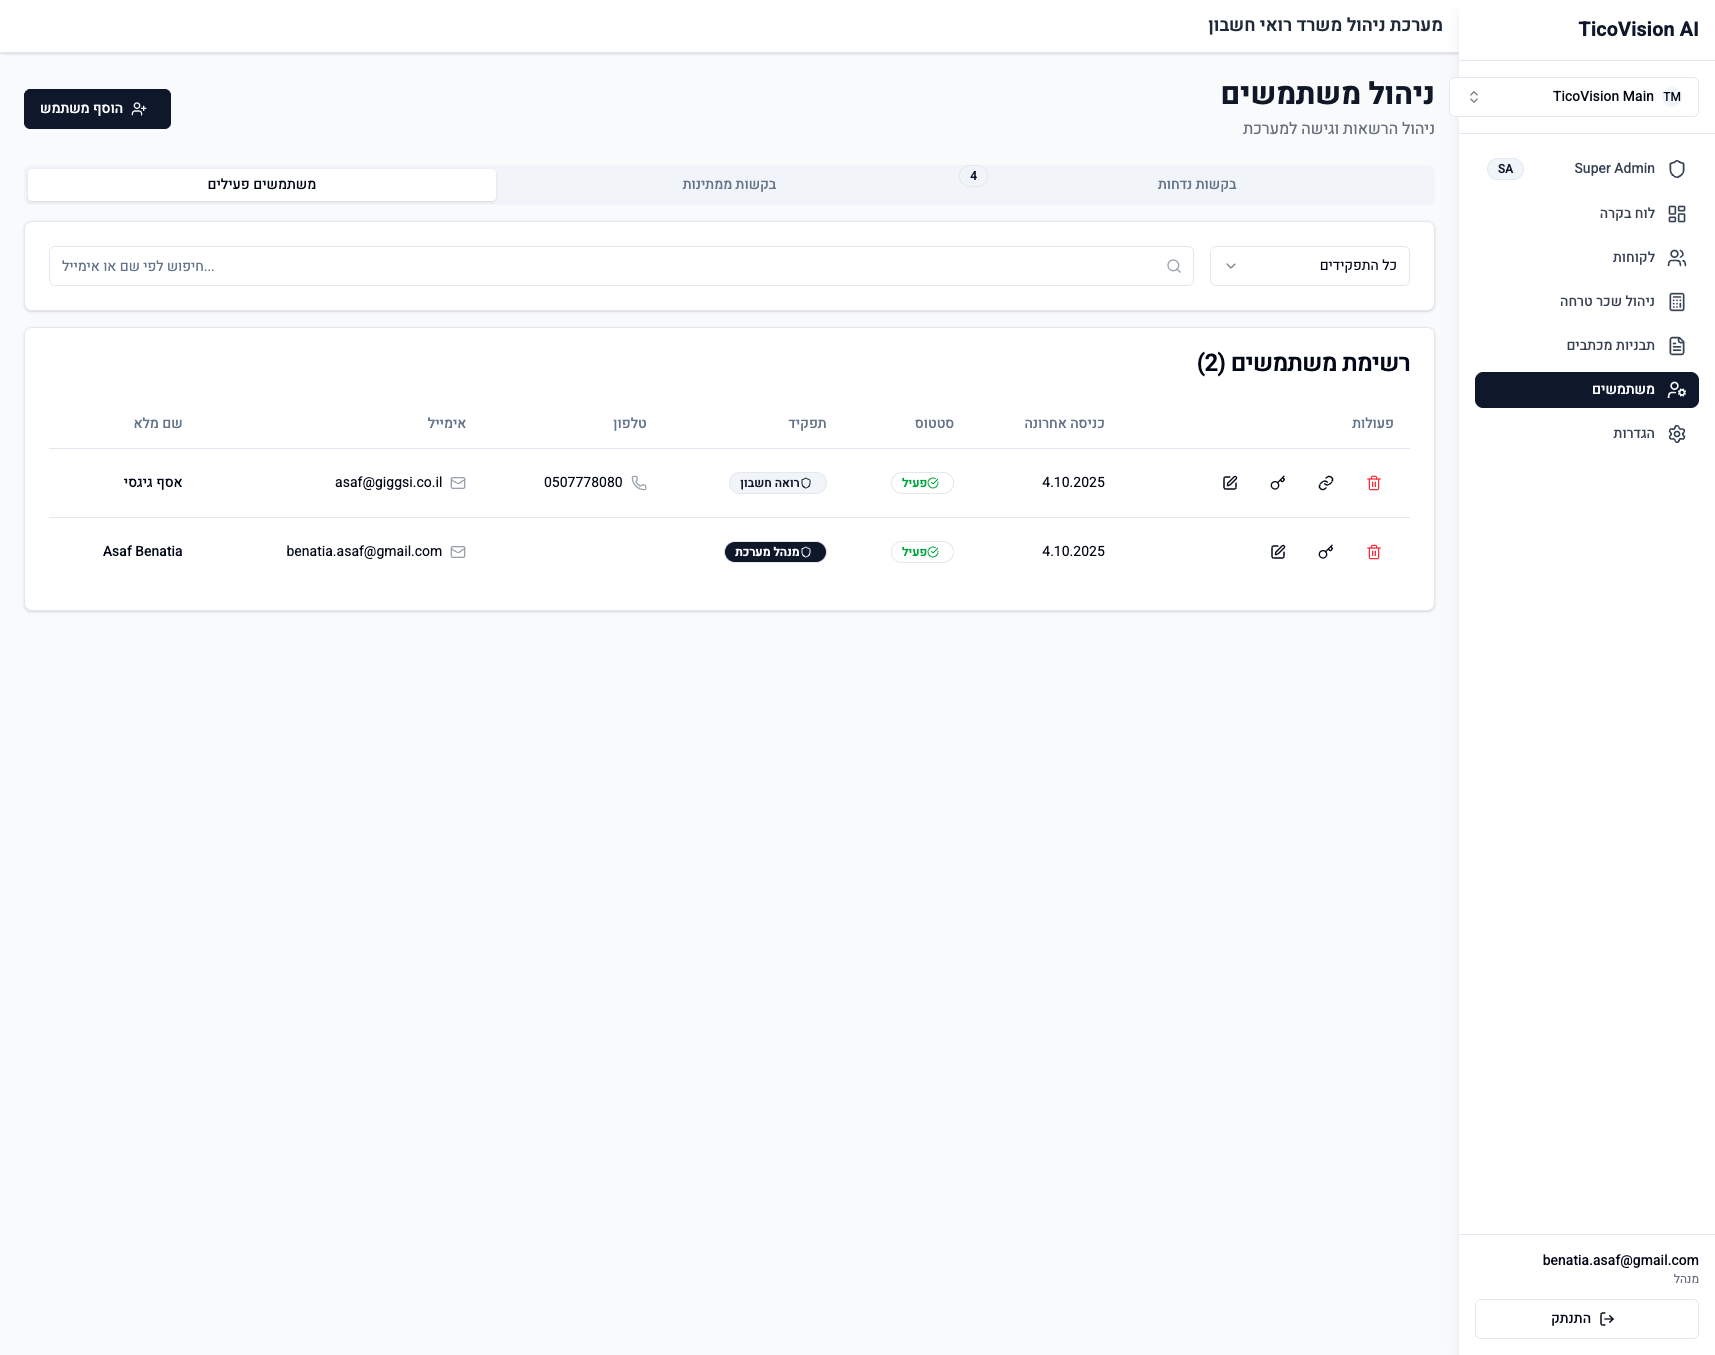 TicoVision AI
TM TicoVision Main
Super Admin SA
לוח בקרה
לקוחות
ניהול שכר טרחה
תבניות מכתבים
משתמשים
הגדרות
benatia.asaf@gmail.com
מנהל
התנתק
מערכת ניהול משרד רואי חשבון
ניהול משתמשים
ניהול הרשאות וגישה למערכת
הוסף משתמש
בקשות נדחות 4 בקשות ממתינות משתמשים פעילים
כל התפקידים חיפוש לפי שם או אימייל...
רשימת משתמשים (2)
פעולות כניסה אחרונה סטטוס תפקיד טלפון אימייל שם מלא
4.10.2025 פעיל רואה חשבון 0507778080 asaf@giggsi.co.il אסף גיגסי
4.10.2025 פעיל מנהל מערכת benatia.asaf@gmail.com Asaf Benatia